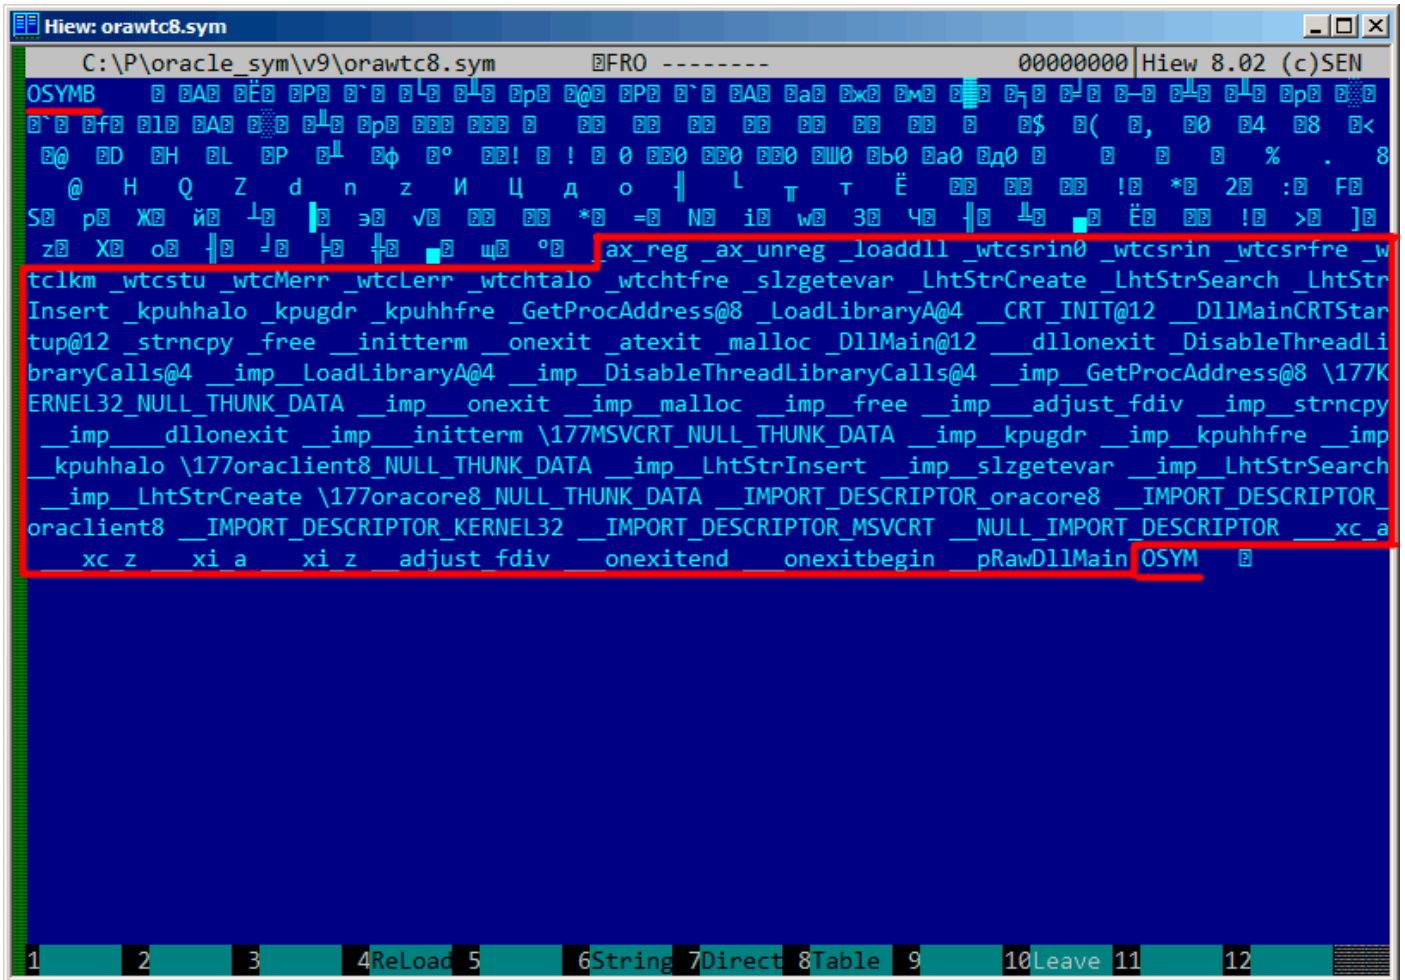 Hiew: orawtc8.sym
C:\P\oracle_sym\v9\orawtc8.sym FRO -------- 00000000 Hiew 8.02 (c)SEN
OSYMB
_ax_reg _ax_unreg _loaddll _wtcsrin0 _wtcsrin _wtcsrfre _w
tclkm _wtcstu _wtcMerr _wtcLerr _wtchtalo _wtchtfre _slzgetevar _LhtStrCreate _LhtStrSearch _LhtStr
Insert _kpuhhalo _kpugdr _kpuhhfre _GetProcAddress@8 _LoadLibraryA@4 __CRT_INIT@12 __DllMainCRTStar
tup@12 _strncpy _free __initterm __onexit _atexit _malloc _DllMain@12 ___dllonexit _DisableThreadLi
braryCalls@4 __imp__LoadLibraryA@4 __imp__DisableThreadLibraryCalls@4 __imp__GetProcAddress@8 \177K
ERNEL32_NULL_THUNK_DATA __imp___onexit __imp__malloc __imp__free __imp___adjust_fdiv __imp__strncpy
__imp____dllonexit __imp___initterm \177MSVCRT_NULL_THUNK_DATA __imp__kpugdr __imp__kpuhhfre __imp
__kpuhhalo \177oraclient8_NULL_THUNK_DATA __imp__LhtStrInsert __imp__slzgetevar __imp__LhtStrSearch
__imp__LhtStrCreate \177oracore8_NULL_THUNK_DATA __IMPORT_DESCRIPTOR_oracore8 __IMPORT_DESCRIPTOR_
oraclient8 __IMPORT_DESCRIPTOR_KERNEL32 __IMPORT_DESCRIPTOR_MSVCRT __NULL_IMPORT_DESCRIPTOR ___xc_a
___xc_z ___xi_a ___xi_z __adjust_fdiv ___onexitend ___onexitbegin __pRawDllMain OSYM
1 2 3 4ReLoad 5 6String 7Direct 8Table 9 10Leave 11 12